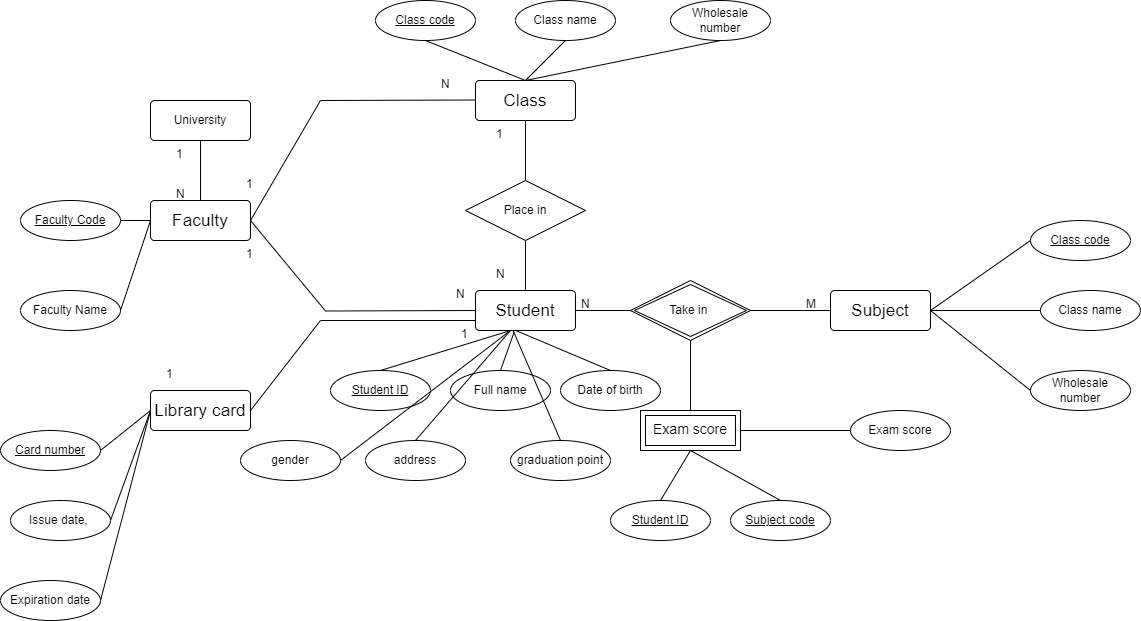 Class code
Class name
Wholesale
number
N
Class
University
1
1
N
1
Faculty Code
Faculty
Place in
1
Class code
N
Faculty Name
N
Student
N
Take in
M
Subject
Class name
1
1
Student ID
Full name
Date of birth
Wholesale
number
Library card
Card number
gender
address
graduation point
Exam score
Exam score
Issue date,
Student ID
Subject code
Expiration date